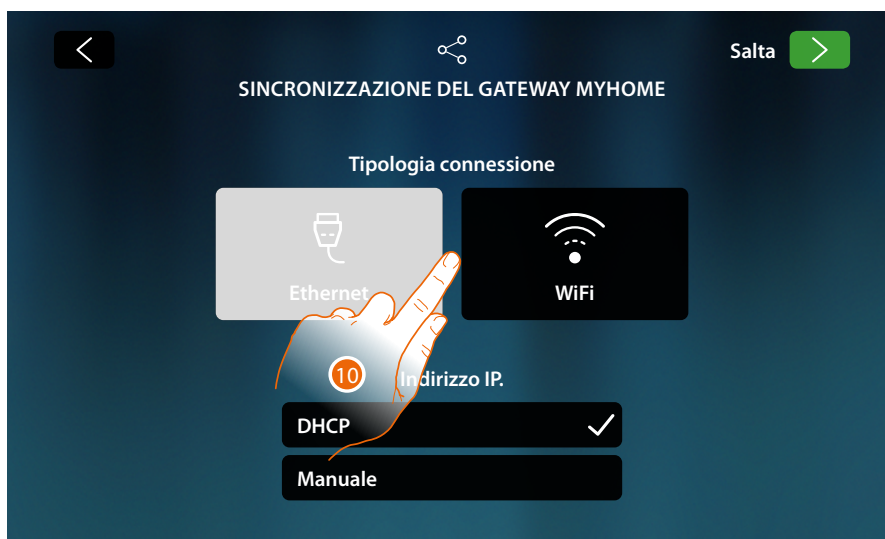 Salta
SINCRONIZZAZIONE DEL GATEWAY MYHOME
Tipologia connessione
Ethernet
WiFi
10
Indirizzo IP.
DHCP
Manuale